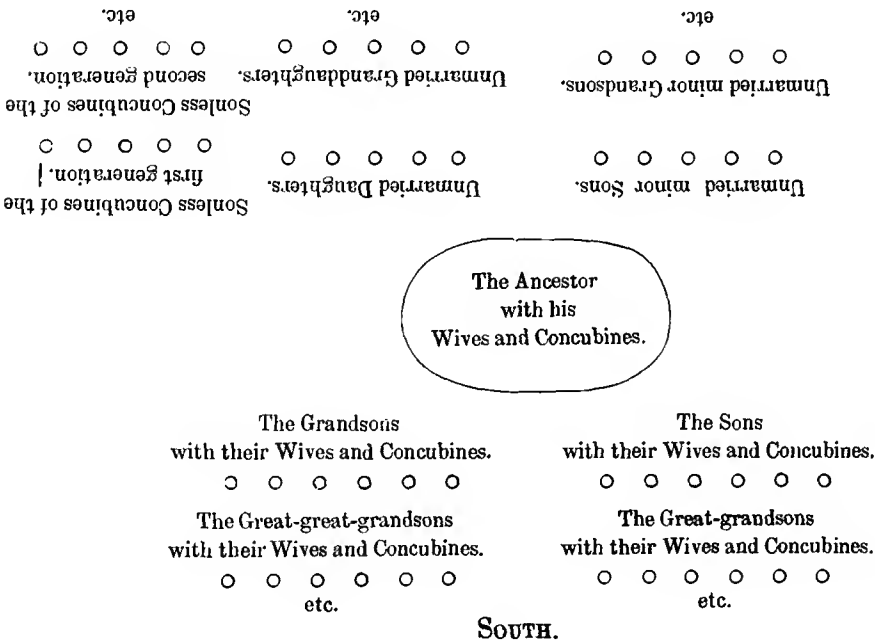 etc.
etc.
etc.
Sonless Concubines of the
second generation.
Unmarried Granddaughters.
Unmarried minor Grandsons.
Sonless Concubines of the
first generation.
Unmarried Daughters.
Unmarried minor Sons.
The Ancestor
with his
Wives and Concubines.
The Grandsons
with their Wives and Concubines.
The Sons
with their Wives and Concubines.
The Great-great-grandsons
with their Wives and Concubines.
etc.
The Great-grandsons
with their Wives and Concubines.
etc.
SOUTH.